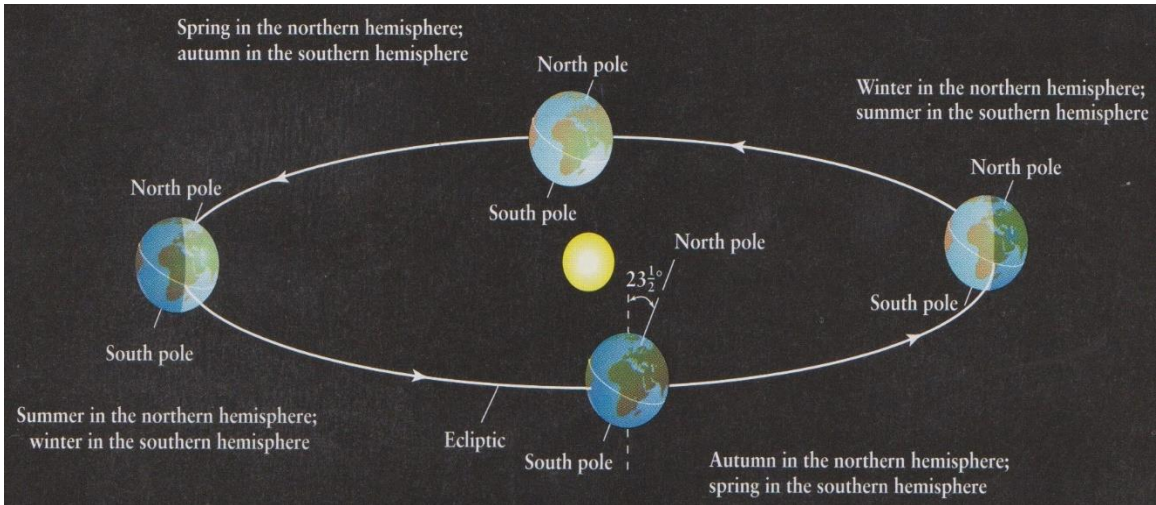 Spring in the northern hemisphere;
autumn in the southern hemisphere
North pole
South pole
Winter in the northern hemisphere;
summer in the southern hemisphere
North pole
South pole
North pole
South pole
23½°
North pole
South pole
Summer in the northern hemisphere;
winter in the southern hemisphere
Ecliptic
Autumn in the northern hemisphere;
spring in the southern hemisphere